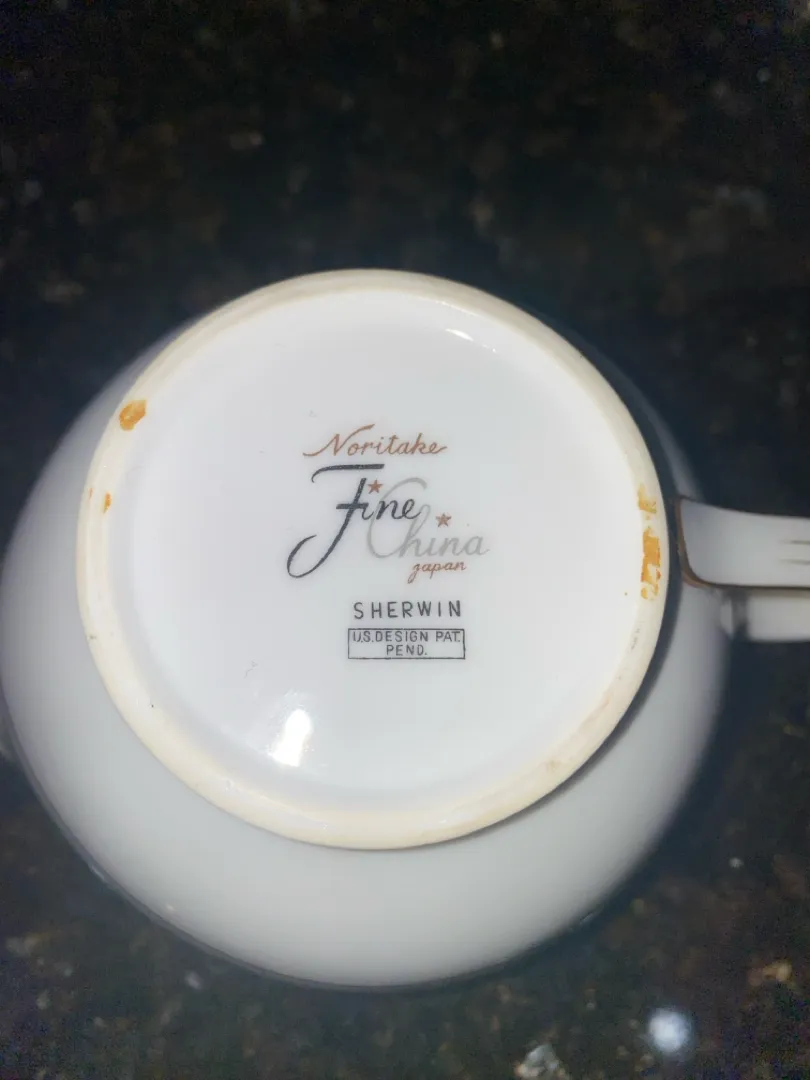 Noritake
Fine
China
japan
SHERWIN
U.S.DESIGN PAT.
PEND.